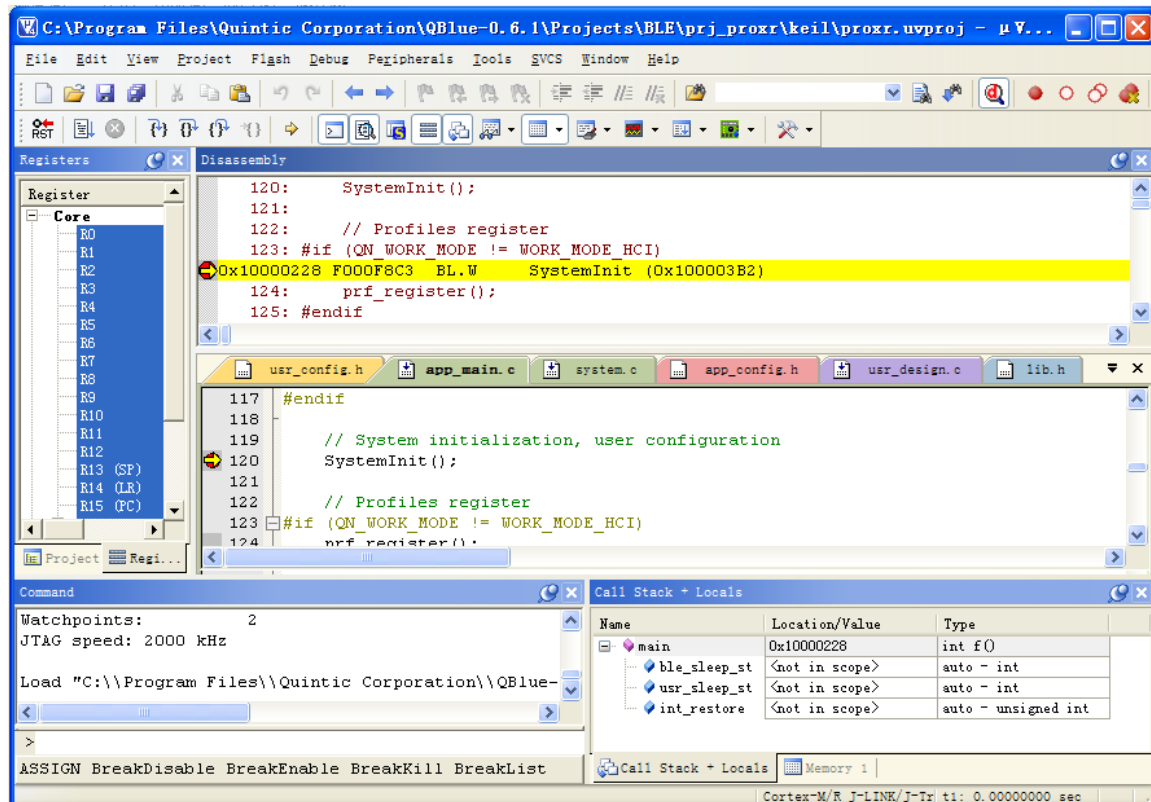 C:\Program Files\Quintic Corporation\QBlue-0.6.1\Projects\BLE\prj_proxr\keil\proxr.uvproj - µV...
File Edit View Project Flash Debug Peripherals Tools SVCS Window Help
RST
Registers
Register
Core
R0
R1
R2
R3
R4
R5
R6
R7
R8
R9
R10
R11
R12
R13 (SP)
R14 (LR)
R15 (PC)
Project Regi...
Disassembly
120: SystemInit();
121:
122: // Profiles register
123: #if (QN_WORK_MODE != WORK_MODE_HCI)
0x10000228 F000F8C3 BL.W SystemInit (0x100003B2)
124: prf_register();
125: #endif
usr_config.h app_main.c system.c app_config.h usr_design.c lib.h
117 #endif
118
119 // System initialization, user configuration
120 SystemInit();
121
122 // Profiles register
123 #if (QN_WORK_MODE != WORK_MODE_HCI)
124 prf_register();
Command
Watchpoints: 2
JTAG speed: 2000 kHz
Load "C:\\Program Files\\Quintic Corporation\\QBlue-
>
ASSIGN BreakDisable BreakEnable BreakKill BreakList
Call Stack + Locals
Name Location/Value Type
main 0x10000228 int f()
ble_sleep_st <not in scope> auto - int
usr_sleep_st <not in scope> auto - int
int_restore <not in scope> auto - unsigned int
Call Stack + Locals Memory 1
Cortex-M/R J-LINK/J-Tr t1: 0.00000000 sec